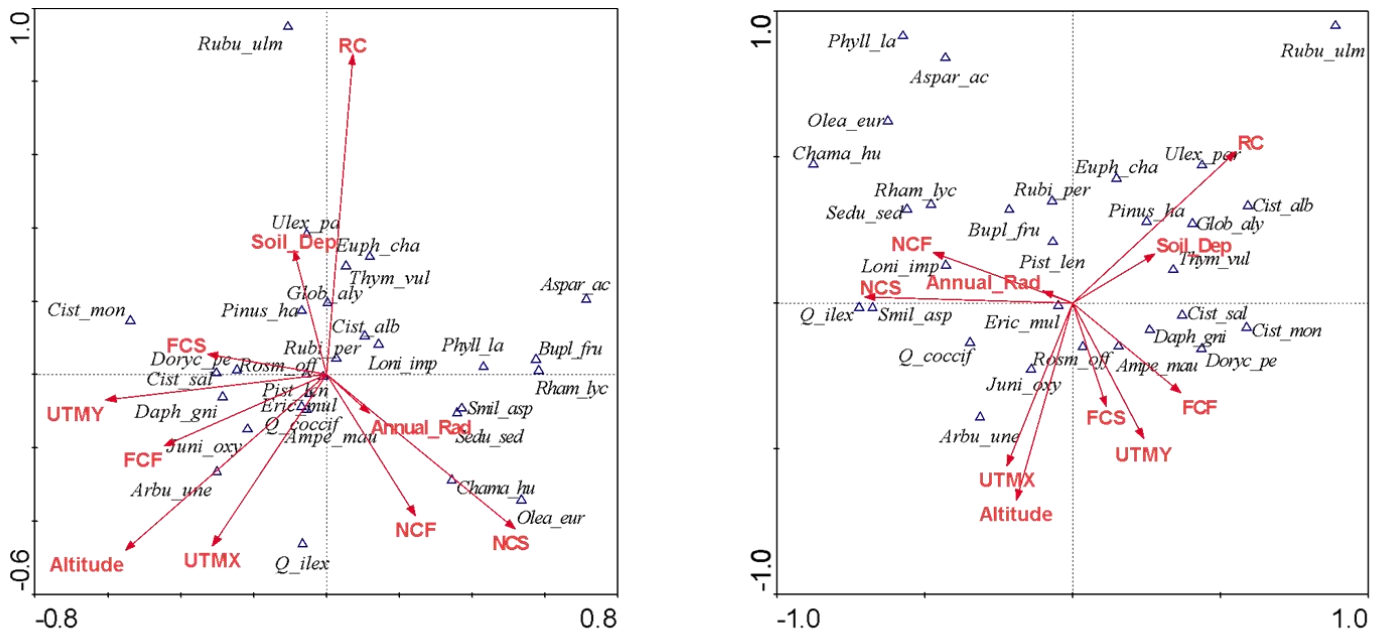 1.0
Rubu_ulm
RC
Ulex_pa
Soil_Dep
Euph_cha
Thym_vul
Glob_aly
Aspar_ac
Cist_mon
Pinus_ha
Cist_alb
FCS
Rubi_per
Phyll_la
Bupl_fru
Doryc_pe
Rosm_off
Loni_imp
Cist_sal
Rham_lyc
Pist_len
UTMY
Daph_gni
Eric_mul
Smil_asp
Q_coccif
Annual_Rad
FCF
Juni_oxy
Ampe_mau
Sedu_sed
Arbu_une
Chama_hu
Olea_eur
NCF
NCS
Altitude
UTMX
Q_ilex
-0.6
-0.8
0.8
1.0
Phyll_la
Rubu_ulm
Aspar_ac
Olea_eur
RC
Chama_hu
Ulex_par
Euph_cha
Rham_lyc
Rubi_per
Sedu_sed
Pinus_ha
Cist_alb
Bupl_fru
Glob_aly
NCF
Soil_Dep
Loni_imp
Pist_len
Thym_vul
NCS
Annual_Rad
Q_ilex
Smil_asp
Eric_mul
Cist_sal
Cist_mon
Daph_gni
Q_coccif
Rosm_off
Ampe_mau
Doryc_pe
Juni_oxy
FCS
FCF
Arbu_une
UTMY
UTMX
Altitude
-1.0
-1.0
1.0